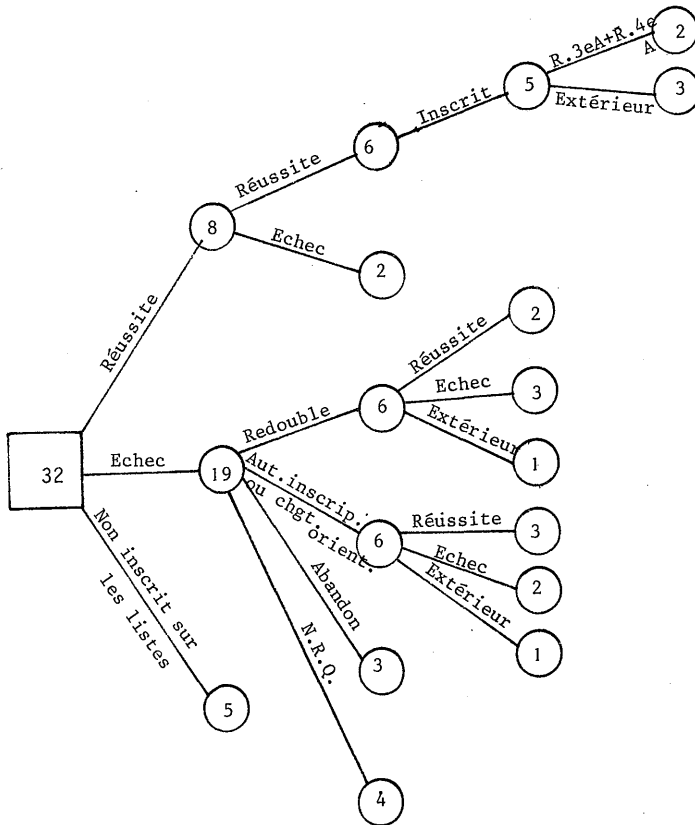 R.3eA+R.4e
A
2
5
Extérieur
3
Inscrit
6
Réussite
8
Echec
2
Réussite
2
Réussite
Echec
3
Redouble
6
Extérieur
1
32
Echec
19
Aut.inscrip.
ou chgt.
orient.
6
Réussite
3
Echec
2
Extérieur
1
Abandon
3
N.R.Q.
4
Non inscrit sur
les listes
5